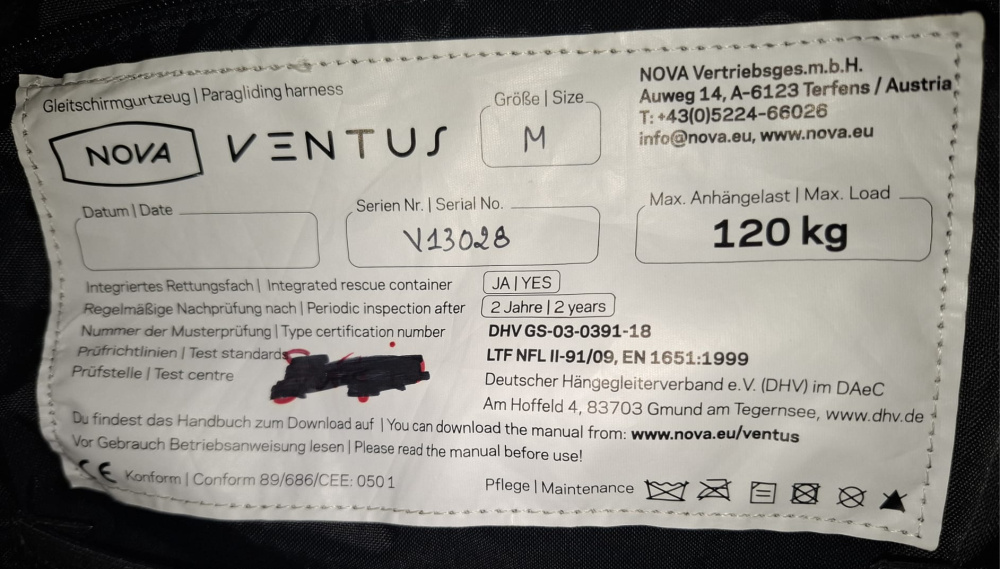 Gleitschirmgurtzeug | Paragliding harness
NOVA
VENTUS
Größe | Size
M
NOVA Vertriebsges.m.b.H.
Auweg 14, A-6123 Terfens / Austria
T: +43(0)5224-66026
info@nova.eu, www.nova.eu
Datum | Date
Serien Nr. | Serial No.
V13028
Max. Anhängelast | Max. Load
120 kg
Integriertes Rettungsfach | Integrated rescue container JA | YES
Regelmäßige Nachprüfung nach | Periodic inspection after 2 Jahre | 2 years
Nummer der Musterprüfung | Type certification number DHV GS-03-0391-18
Prüfrichtlinien | Test standards LTF NFL II-91/09, EN 1651:1999
Prüfstelle | Test centre Deutscher Hängegleiterverband e.V. (DHV) im DAeC
Am Hoffeld 4, 83703 Gmund am Tegernsee, www.dhv.de
Du findest das Handbuch zum Download auf | You can download the manual from: www.nova.eu/ventus
Vor Gebrauch Betriebsanweisung lesen | Please read the manual before use!
CE Konform | Conform 89/686/CEE: 0501
Pflege | Maintenance